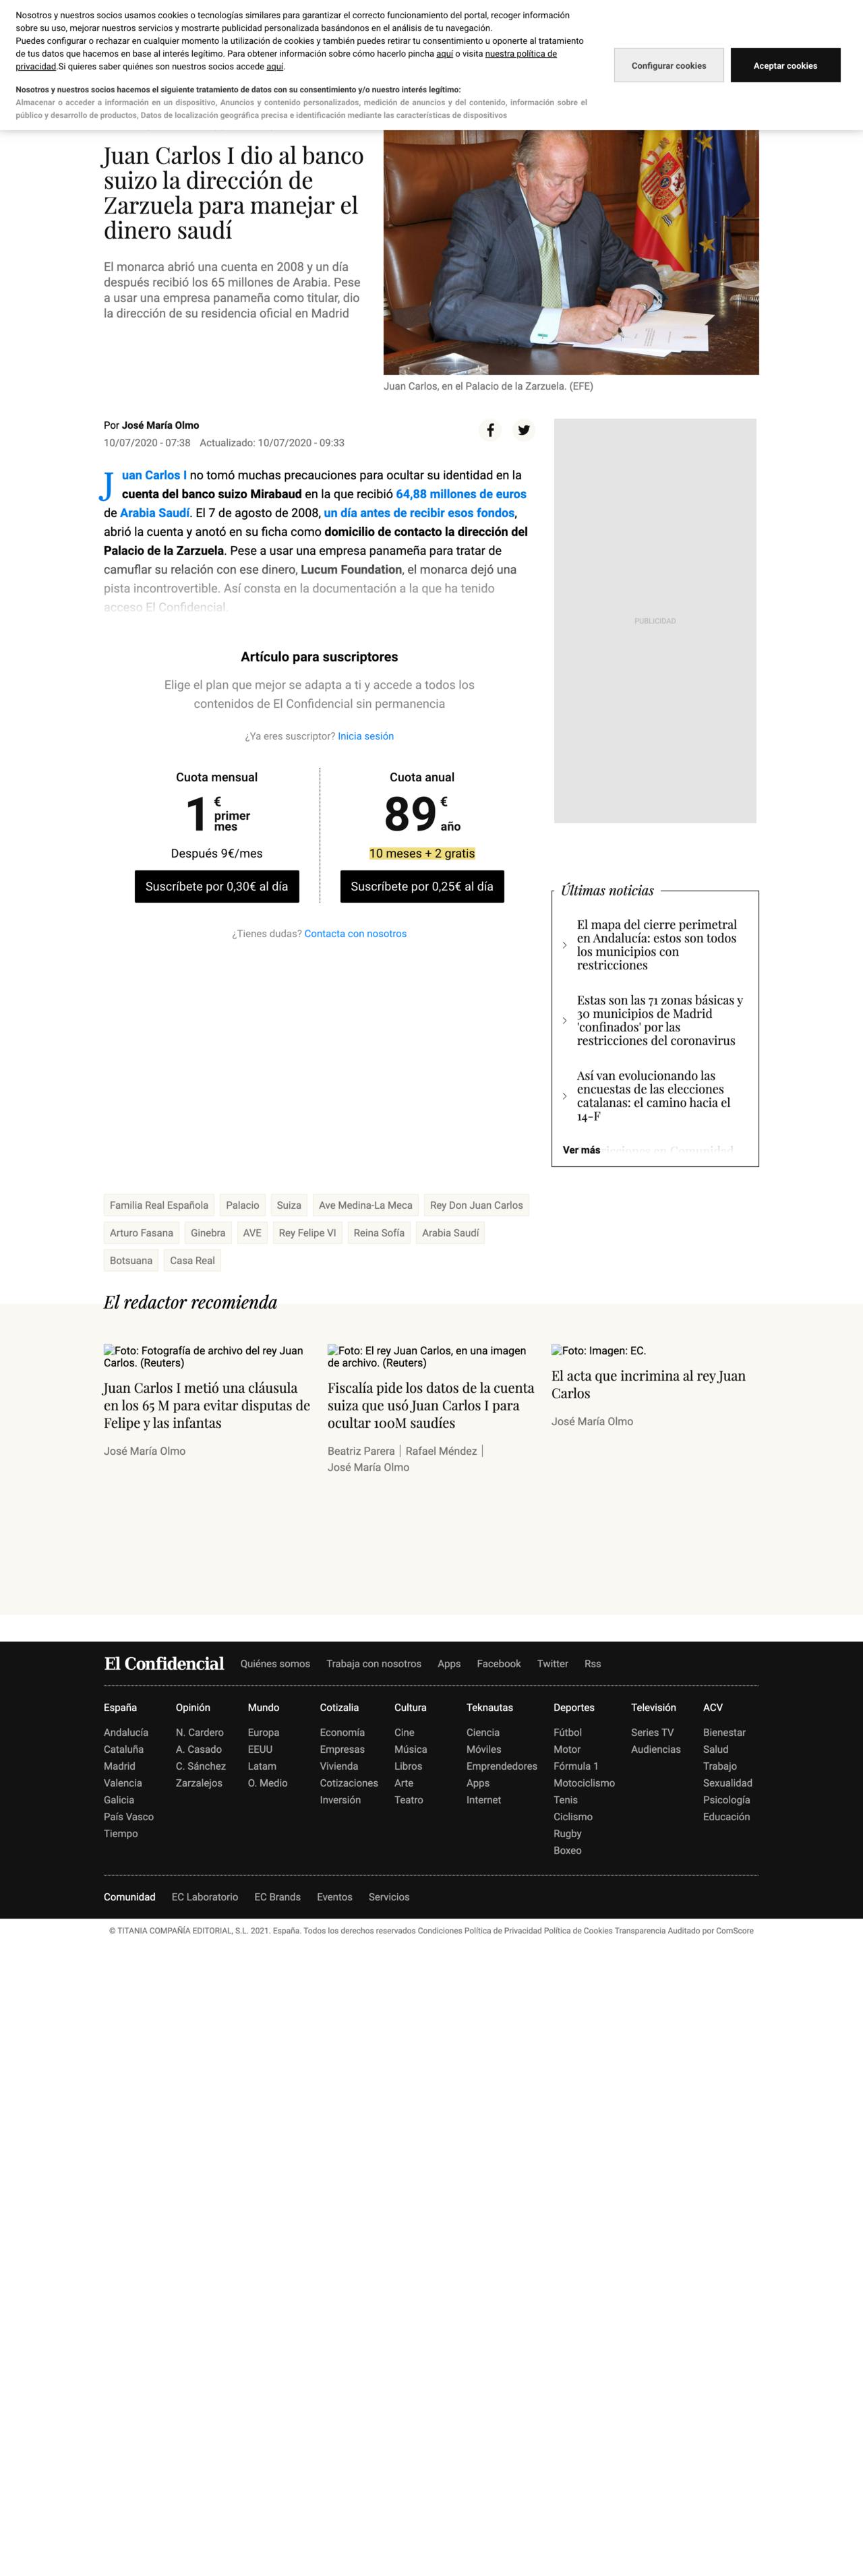 Nosotros y nuestros socios usamos cookies o tecnologías similares para garantizar el correcto funcionamiento del portal, recoger información
sobre su uso, mejorar nuestros servicios y mostrarte publicidad personalizada basándonos en el análisis de tu navegación.
Puedes configurar o rechazar en cualquier momento la utilización de cookies y también puedes retirar tu consentimiento u oponerte al tratamiento
de tus datos que hacemos en base al interés legítimo. Para obtener información sobre cómo hacerlo pincha aquí o visita nuestra política de
privacidad.Si quieres saber quiénes son nuestros socios accede aquí.
Nosotros y nuestros socios hacemos el siguiente tratamiento de datos con su consentimiento y/o nuestro interés legítimo:
Almacenar o acceder a información en un dispositivo, Anuncios y contenido personalizados, medición de anuncios y del contenido, información sobre el
público y desarrollo de productos, Datos de localización geográfica precisa e identificación mediante las características de dispositivos
Configurar cookies
Aceptar cookies
Juan Carlos I dio al banco
suizo la dirección de
Zarzuela para manejar el
dinero saudí
El monarca abrió una cuenta en 2008 y un día
después recibió los 65 millones de Arabia. Pese
a usar una empresa panameña como titular, dio
la dirección de su residencia oficial en Madrid
Juan Carlos, en el Palacio de la Zarzuela. (EFE)
Por José María Olmo
10/07/2020 - 07:38 Actualizado: 10/07/2020 - 09:33
Juan Carlos I no tomó muchas precauciones para ocultar su identidad en la
cuenta del banco suizo Mirabaud en la que recibió 64,88 millones de euros
de Arabia Saudí. El 7 de agosto de 2008, un día antes de recibir esos fondos,
abrió la cuenta y anotó en su ficha como domicilio de contacto la dirección del
Palacio de la Zarzuela. Pese a usar una empresa panameña para tratar de
camuflar su relación con ese dinero, Lucum Foundation, el monarca dejó una
pista incontrovertible. Así consta en la documentación a la que ha tenido
acceso El Confidencial.
PUBLICIDAD
Artículo para suscriptores
Elige el plan que mejor se adapta a ti y accede a todos los
contenidos de El Confidencial sin permanencia
¿Ya eres suscriptor? Inicia sesión
Cuota mensual
1 € primer
mes
Después 9€/mes
Suscríbete por 0,30€ al día
Cuota anual
89 €
año
10 meses + 2 gratis
Suscríbete por 0,25€ al día
¿Tienes dudas? Contacta con nosotros
Últimas noticias
El mapa del cierre perimetral
en Andalucía: estos son todos
los municipios con
restricciones
Estas son las 71 zonas básicas y
30 municipios de Madrid
'confinados' por las
restricciones del coronavirus
Así van evolucionando las
encuestas de las elecciones
catalanas: el camino hacia el
14-F
Ver más
Familia Real Española Palacio Suiza Ave Medina-La Meca Rey Don Juan Carlos
Arturo Fasana Ginebra AVE Rey Felipe VI Reina Sofía Arabia Saudí
Botsuana Casa Real
El redactor recomienda
Foto: Fotografía de archivo del rey Juan
Carlos. (Reuters)
Juan Carlos I metió una cláusula
en los 65 M para evitar disputas de
Felipe y las infantas
José María Olmo
Foto: El rey Juan Carlos, en una imagen
de archivo. (Reuters)
Fiscalía pide los datos de la cuenta
suiza que usó Juan Carlos I para
ocultar 100M saudíes
Beatriz Parera Rafael Méndez
José María Olmo
Foto: Imagen: EC.
El acta que incrimina al rey Juan
Carlos
José María Olmo
El Confidencial Quiénes somos Trabaja con nosotros Apps Facebook Twitter Rss
España
Andalucía
Cataluña
Madrid
Valencia
Galicia
País Vasco
Tiempo
Opinión
N. Cardero
A. Casado
C. Sánchez
Zarzalejos
Mundo
Europa
EEUU
Latam
O. Medio
Cotizalia
Economía
Empresas
Vivienda
Cotizaciones
Inversión
Cultura
Cine
Música
Libros
Arte
Teatro
Teknautas
Ciencia
Móviles
Emprendedores
Apps
Internet
Deportes
Fútbol
Motor
Fórmula 1
Motociclismo
Tenis
Ciclismo
Rugby
Boxeo
Televisión
Series TV
Audiencias
ACV
Bienestar
Salud
Trabajo
Sexualidad
Psicología
Educación
Comunidad EC Laboratorio EC Brands Eventos Servicios
© TITANIA COMPAÑÍA EDITORIAL, S.L. 2021. España. Todos los derechos reservados Condiciones Política de Privacidad Política de Cookies Transparencia Auditado por ComScore